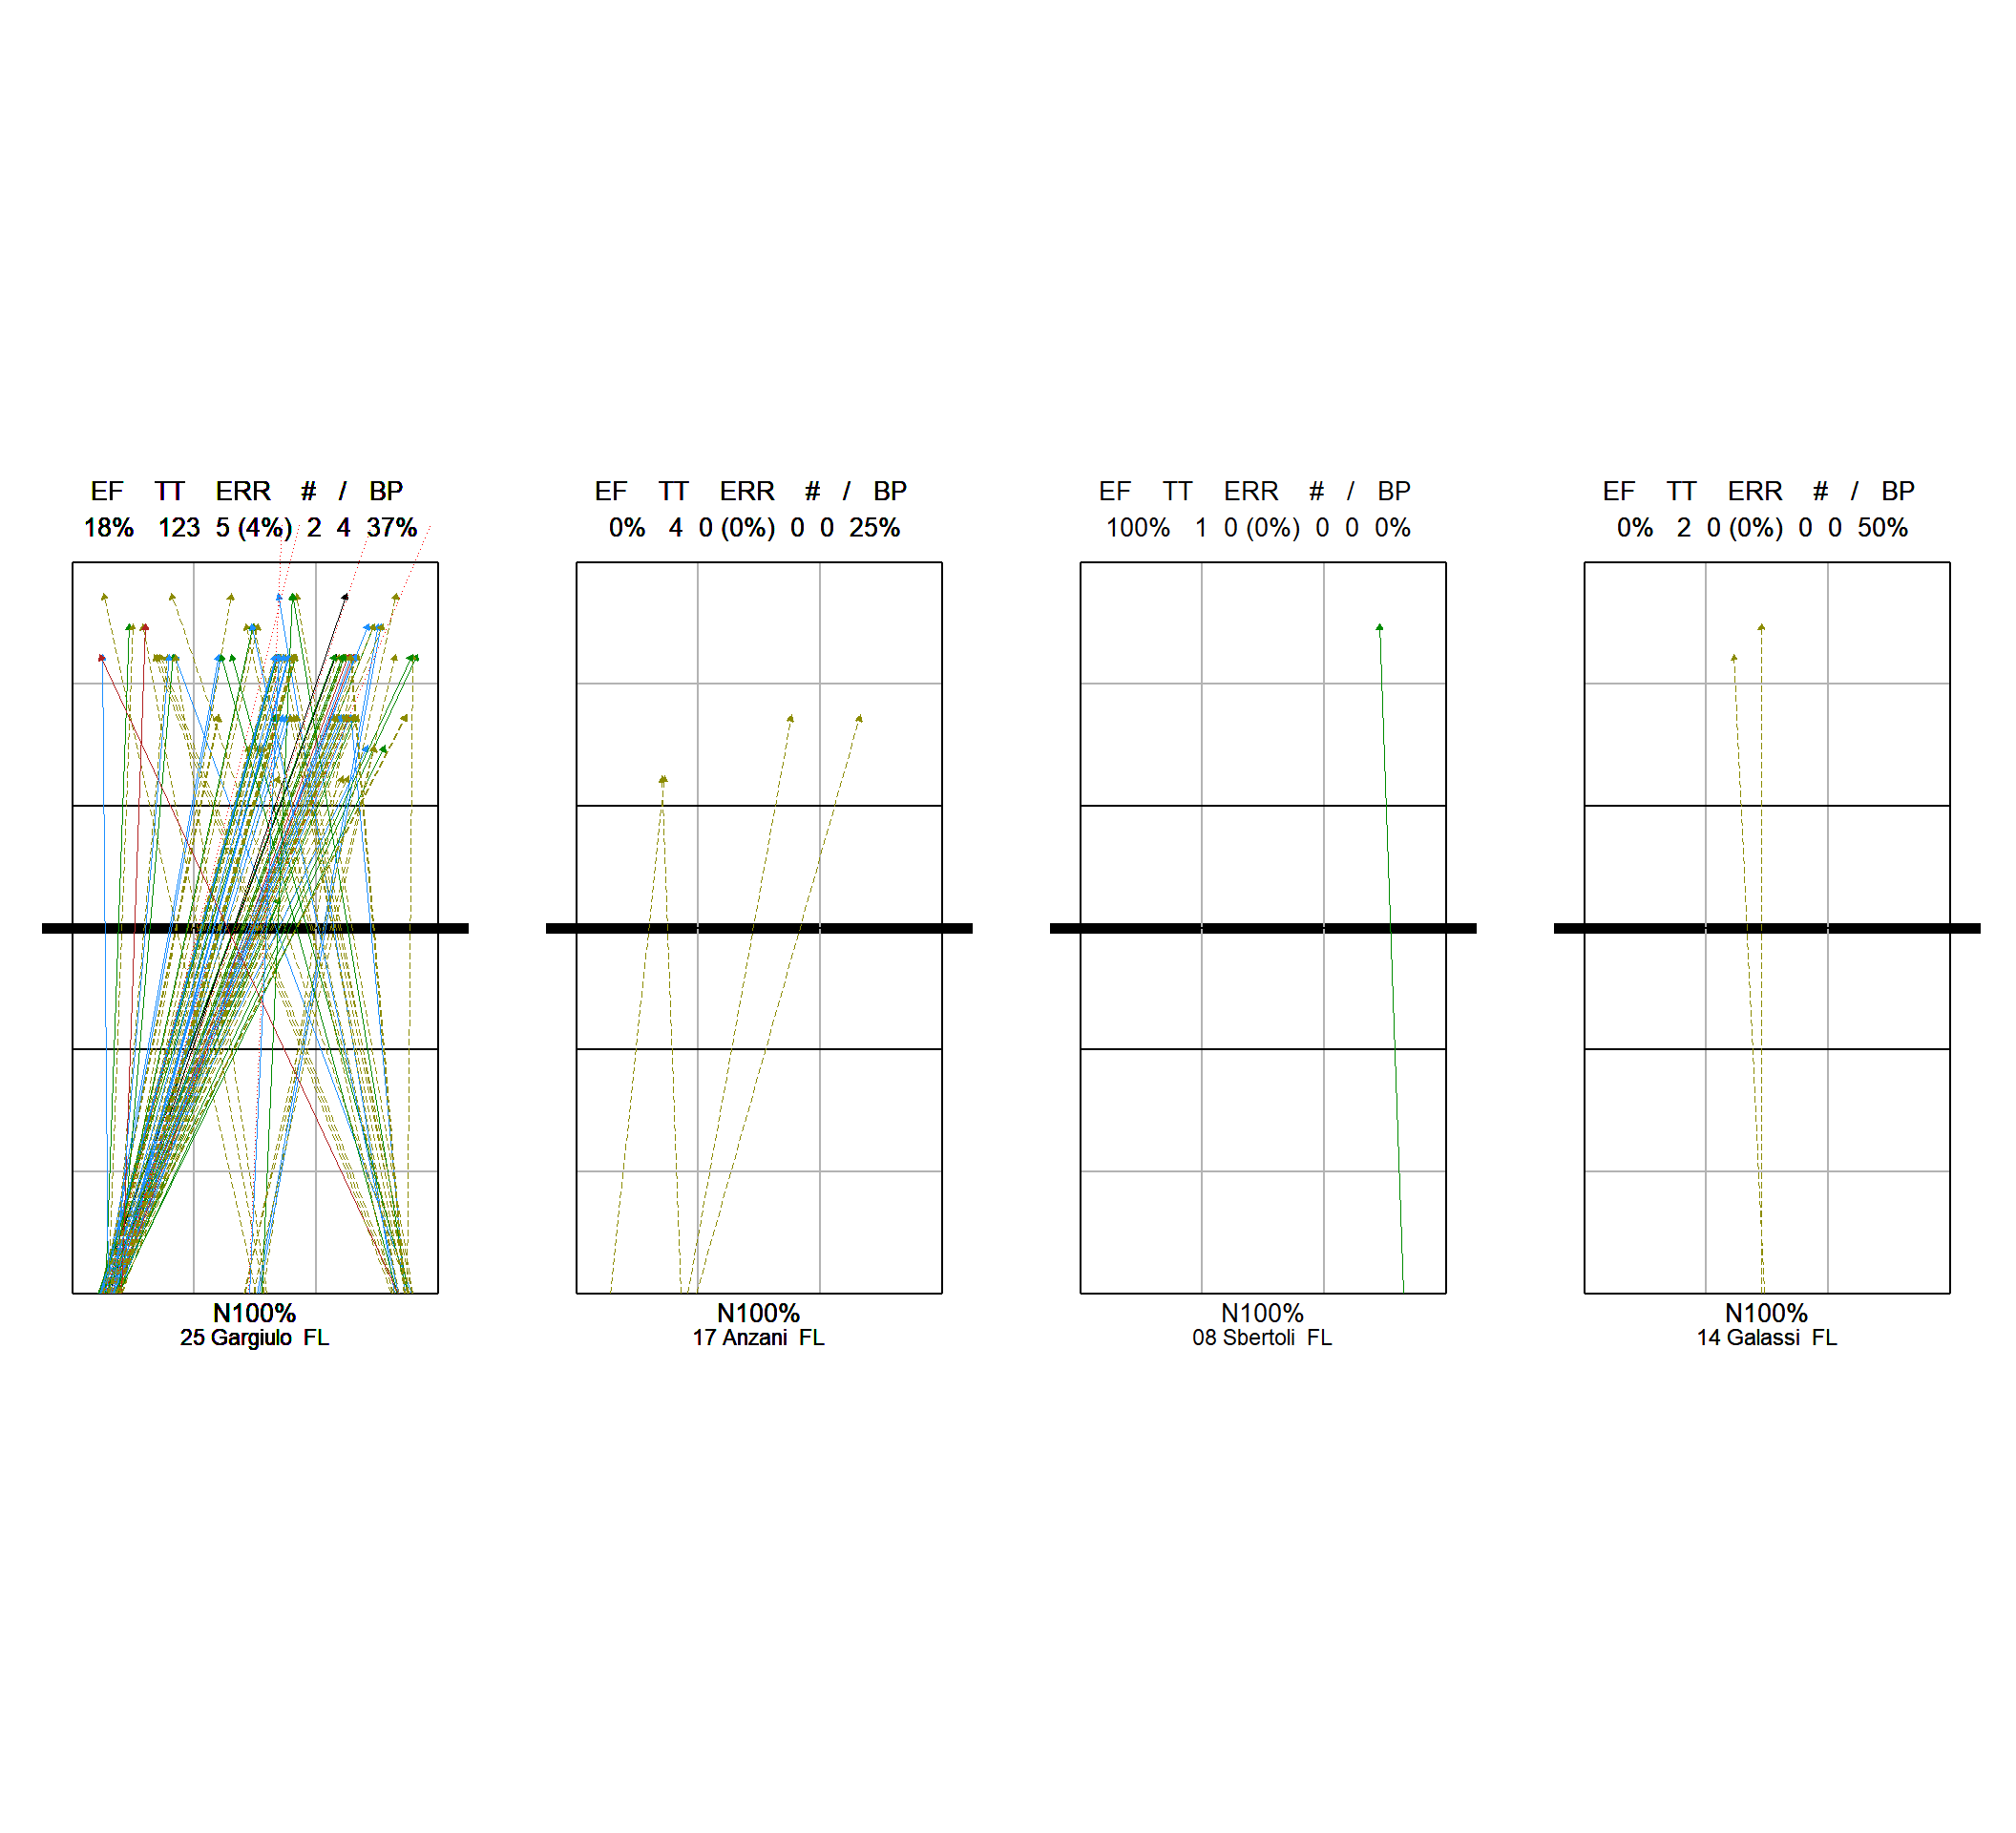 EF TT ERR # / BP
18% 123 5 (4%) 2 4 37%
N100%
25 Gargiulo FL
EF TT ERR # / BP
0% 4 0 (0%) 0 0 25%
N100%
17 Anzani FL
EF TT ERR # / BP
100% 1 0 (0%) 0 0 0%
N100%
08 Sbertoli FL
EF TT ERR # / BP
0% 2 0 (0%) 0 0 50%
N100%
14 Galassi FL